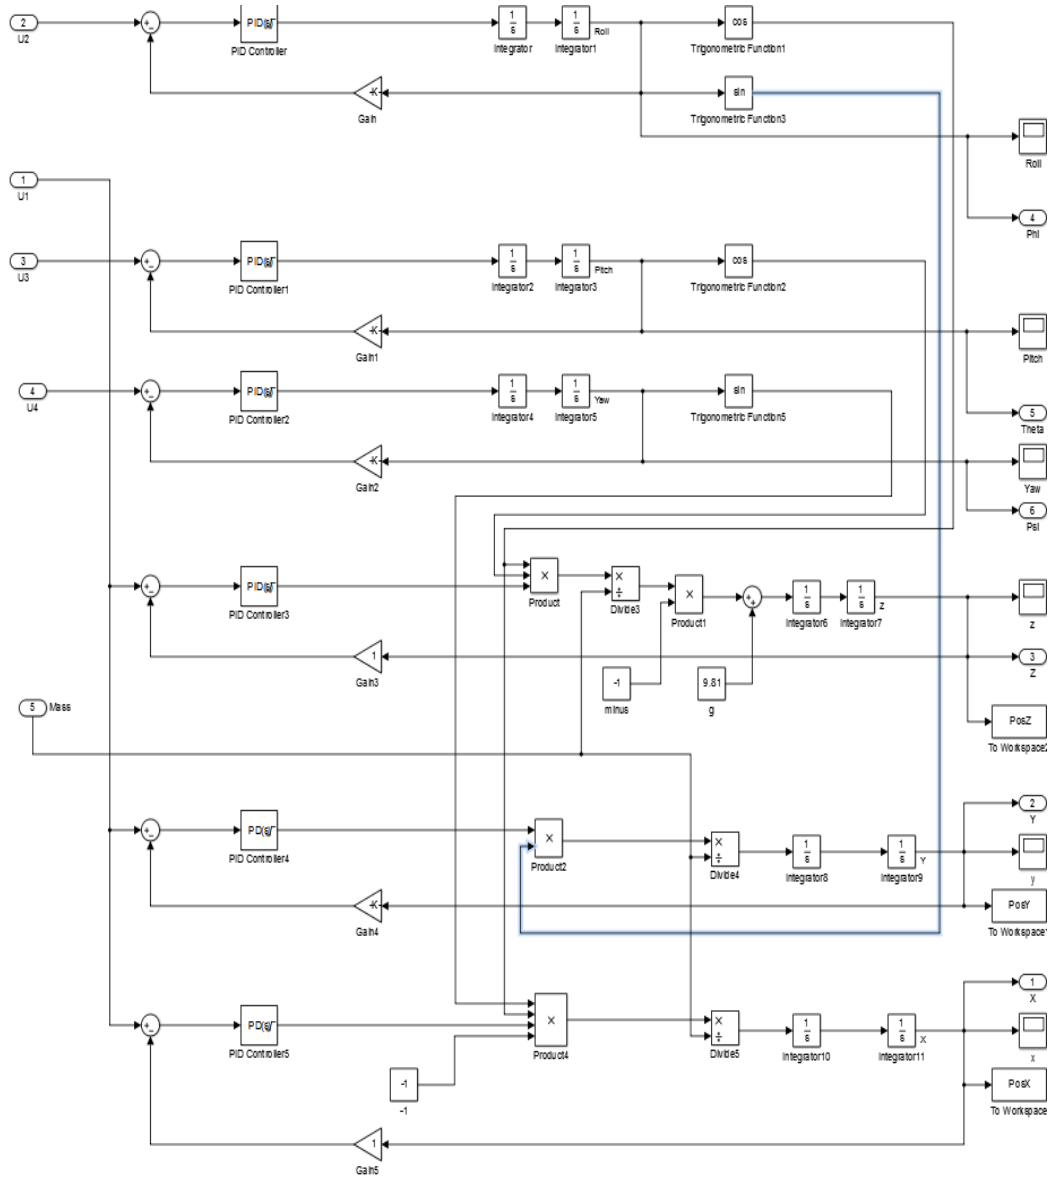 2
U2
PID(s)
PID Controller
1
s
Integrator
1
s
Integrator1
Roll
cos
Trigonometric Function1
-K-
Gain
sin
Trigonometric Function3
Roll
1
U1
4
Phi
3
U3
PID(s)
PID Controller1
1
s
Integrator2
1
s
Integrator3
Pitch
cos
Trigonometric Function2
-K-
Gain1
Pitch
4
U4
PID(s)
PID Controller2
1
s
Integrator4
1
s
Integrator5
Yaw
sin
Trigonometric Function5
5
Theta
-K-
Gain2
Yaw
6
Psi
PID(s)
PID Controller3
×
Product
×
÷
Divide3
×
Product1
+
+
1
s
Integrator6
1
s
Integrator7
Z
z
1
Gain3
3
Z
-1
minus
9.81
g
5
Mass
PosZ
To Workspace2
2
Y
PD(s)
PID Controller4
×
Product2
×
÷
Divide4
1
s
Integrator8
1
s
Integrator9
Y
y
-K-
Gain4
PosY
To Workspace1
1
X
PD(s)
PID Controller5
×
Product4
×
÷
Divide5
1
s
Integrator10
1
s
Integrator11
X
x
-1
-1
PosX
To Workspace
1
Gain5